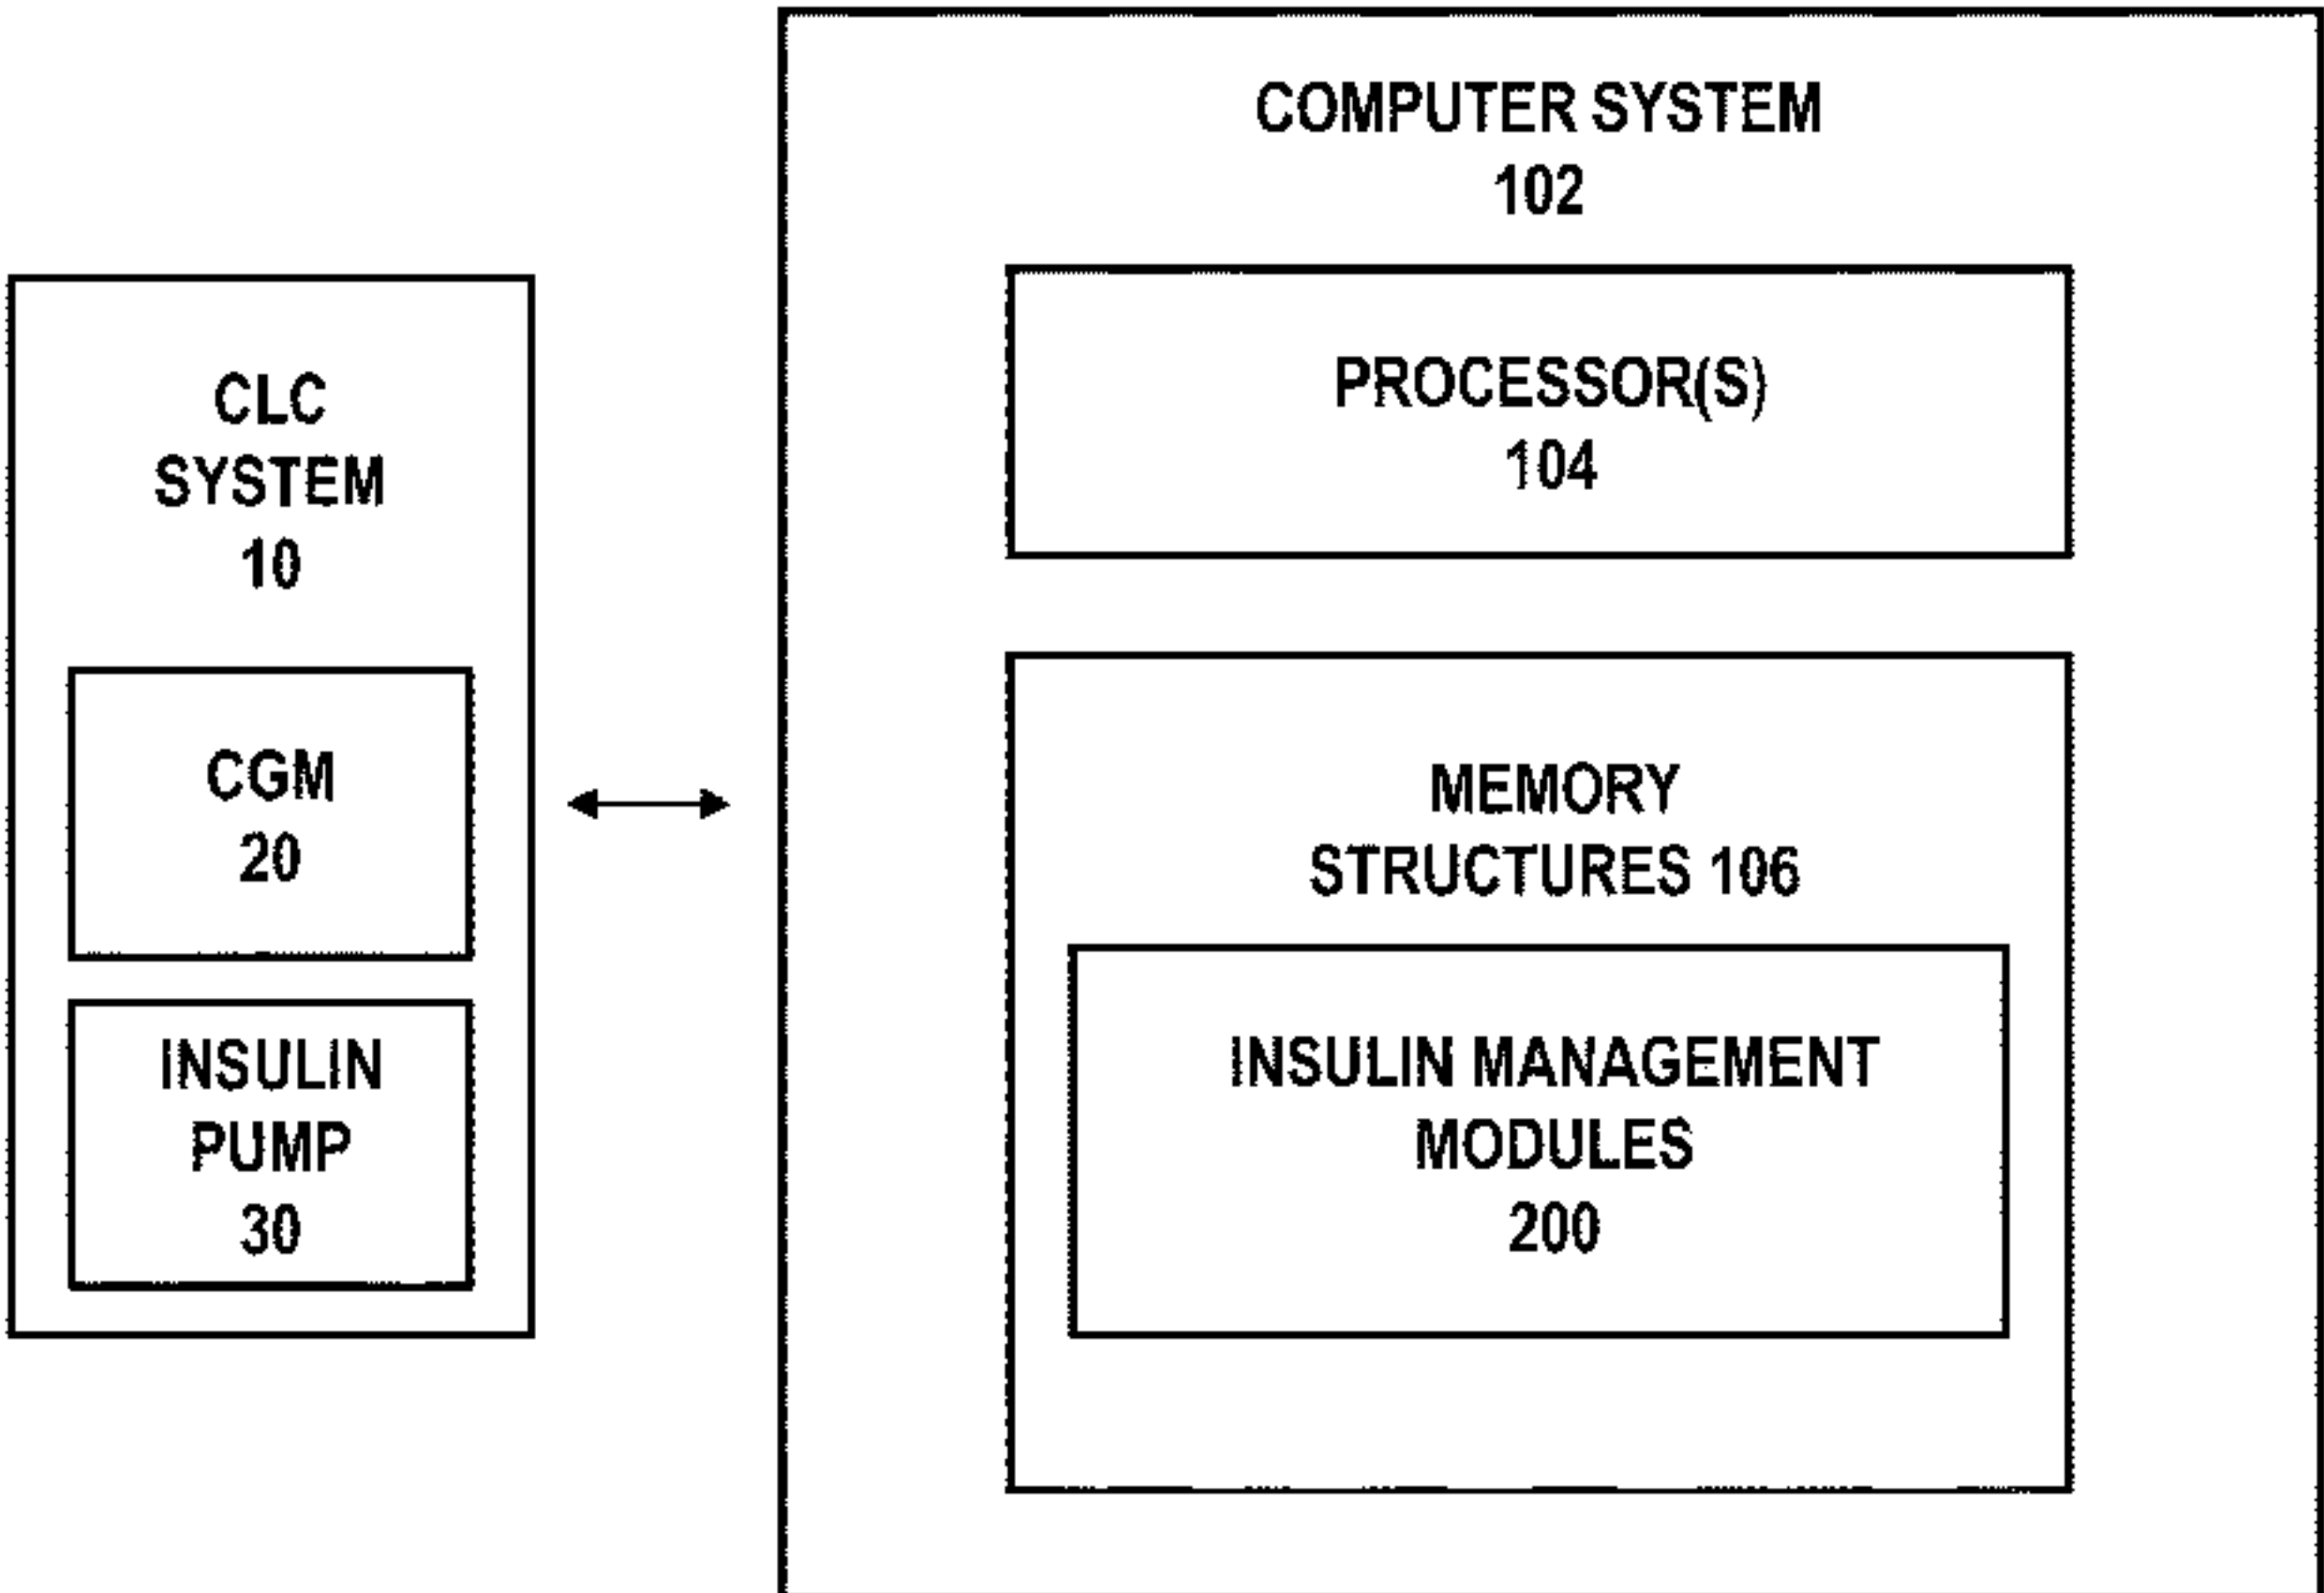 COMPUTER SYSTEM
102
PROCESSOR(S)
104
CLC
SYSTEM
10
CGM
20
INSULIN
PUMP
30
MEMORY
STRUCTURES 106
INSULIN MANAGEMENT
MODULES
200